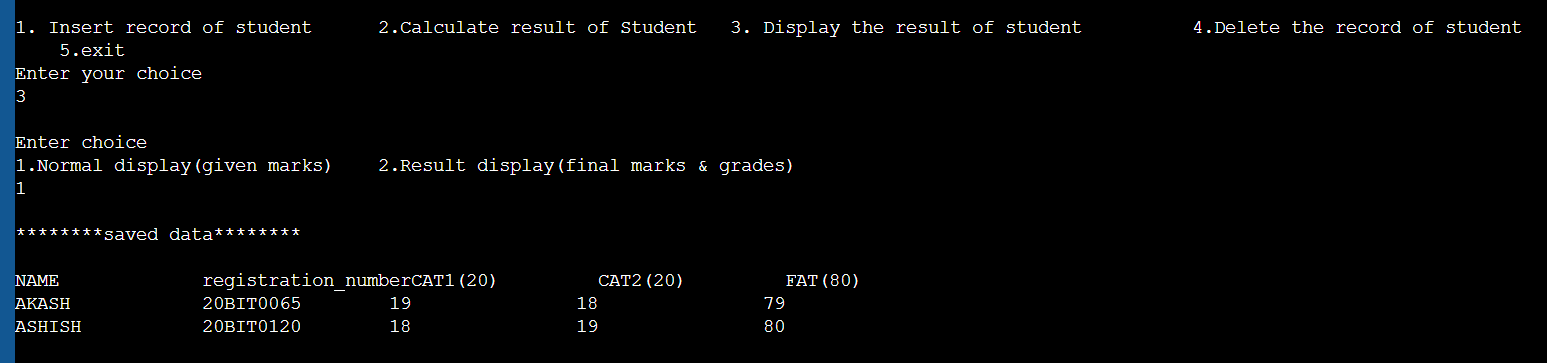 1. Insert record of student 2.Calculate result of Student 3. Display the result of student 4.Delete the record of student
5.exit
Enter your choice
3
Enter choice
1.Normal display(given marks) 2.Result display(final marks & grades)
1
********saved data********
NAME registration_numberCAT1(20) CAT2(20) FAT(80)
AKASH 20BIT0065 19 18 79
ASHISH 20BIT0120 18 19 80